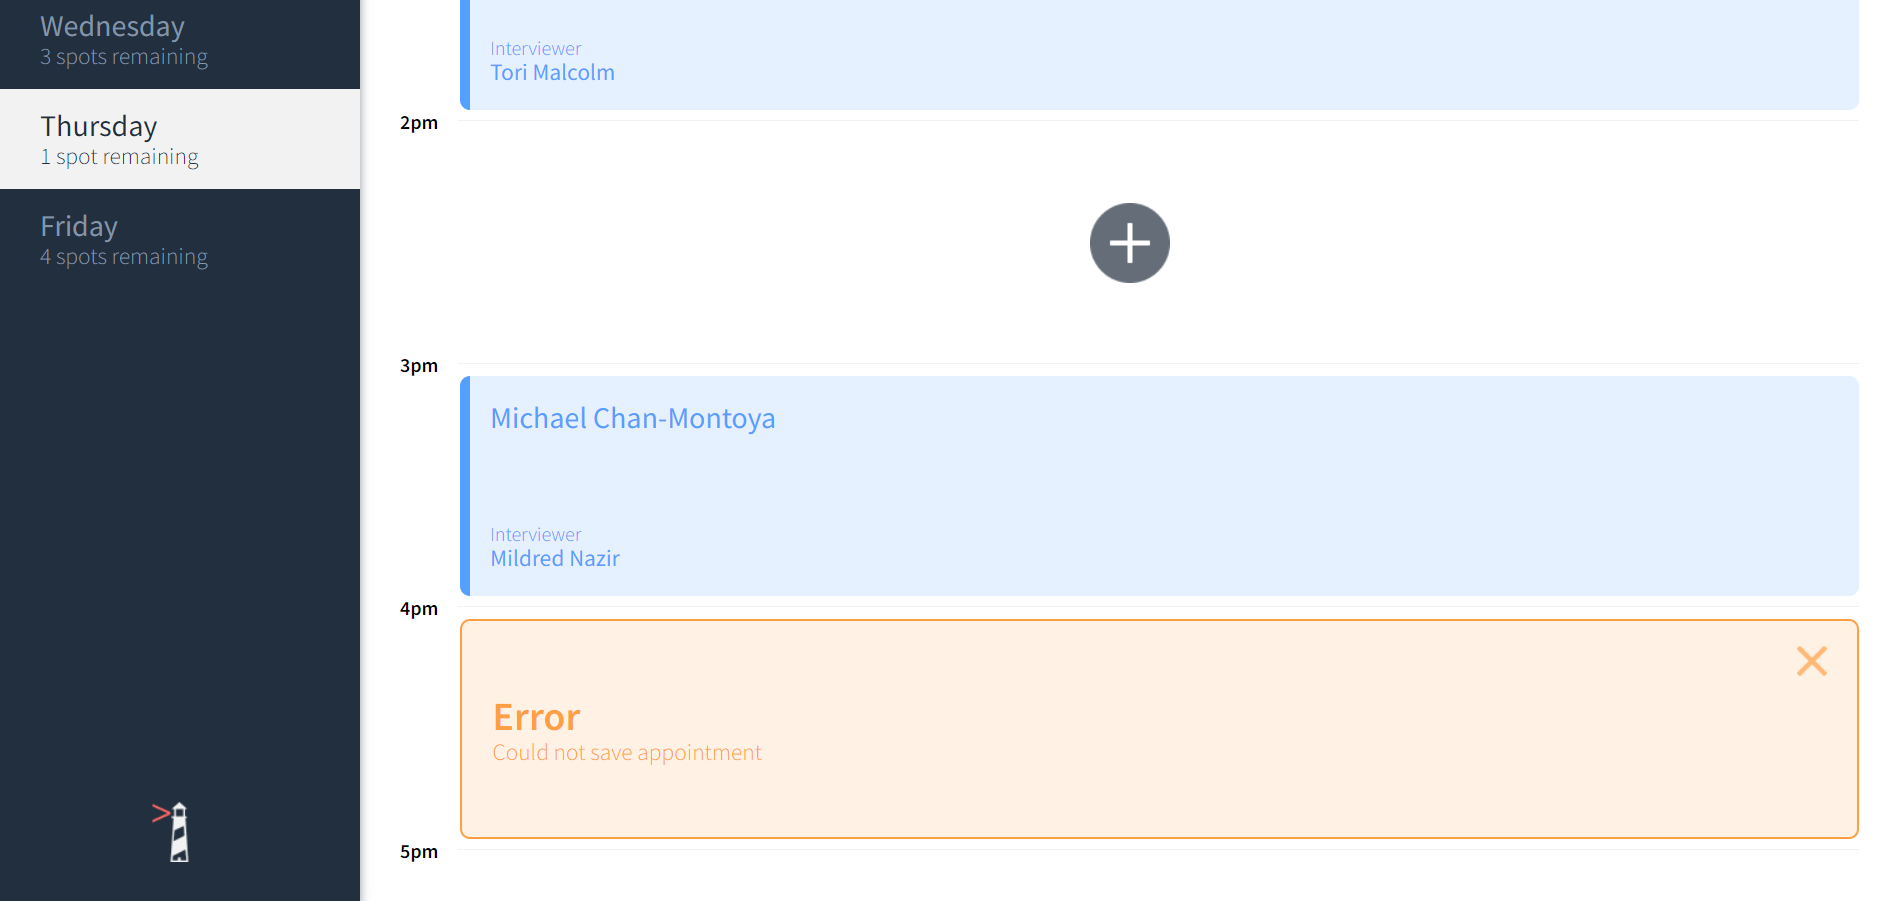 Wednesday
3 spots remaining
Thursday
1 spot remaining
Friday
4 spots remaining
Interviewer
Tori Malcolm
2pm
3pm
Michael Chan-Montoya
Interviewer
Mildred Nazir
4pm
Error
Could not save appointment
5pm